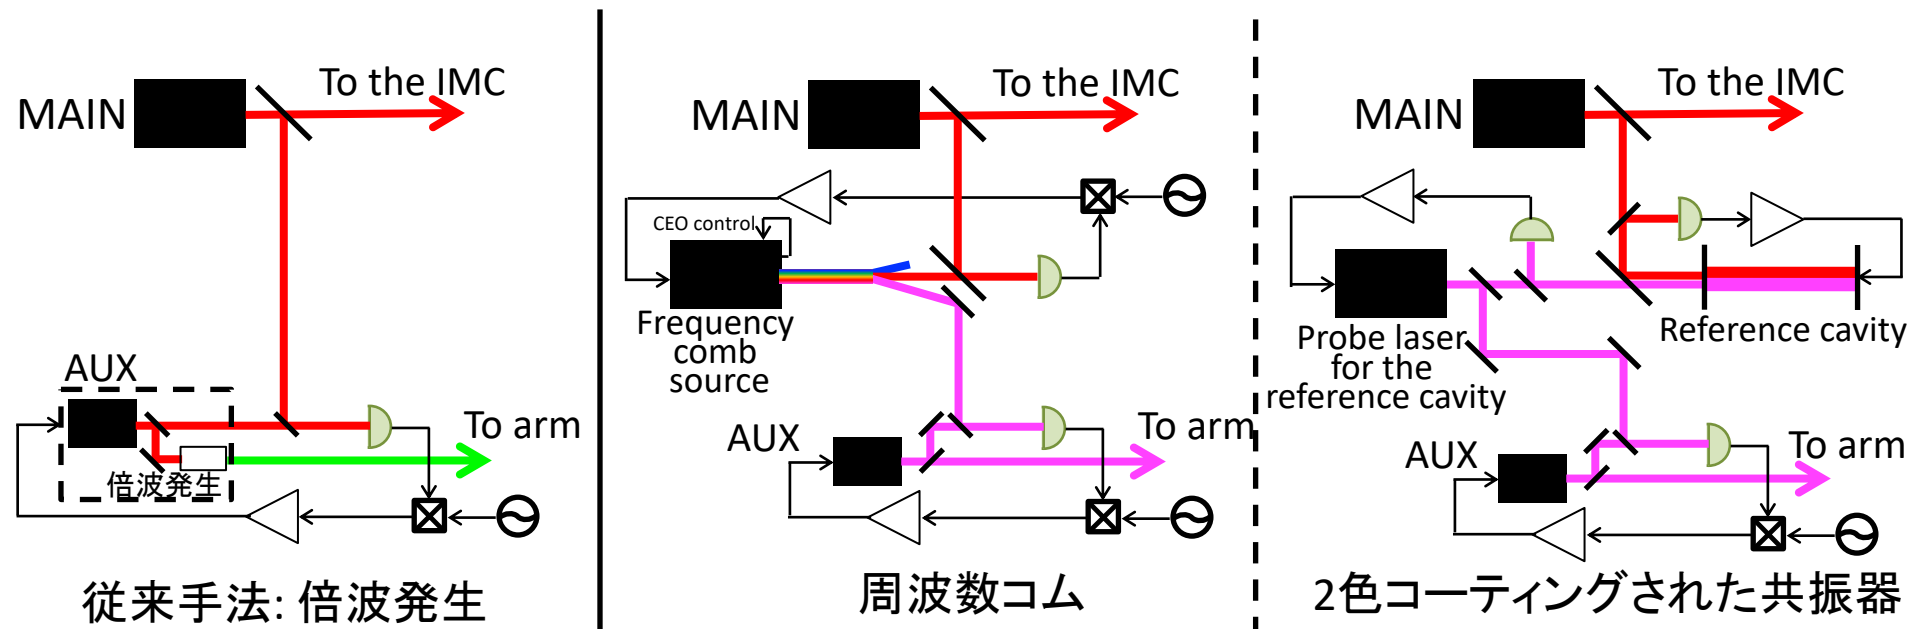 To the IMC
MAIN
AUX
To arm
倍波発生
従来手法: 倍波発生
To the IMC
MAIN
CEO control
Frequency
comb
source
To arm
AUX
周波数コム
To the IMC
MAIN
Reference cavity
Probe laser
for the
reference cavity
To arm
AUX
2色コーティングされた共振器